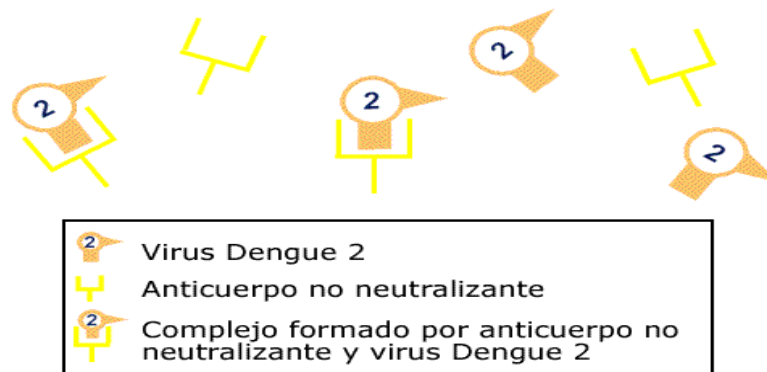 2
2
2
2
2 Virus Dengue 2
Anticuerpo no neutralizante
2 Complejo formado por anticuerpo no
neutralizante y virus Dengue 2